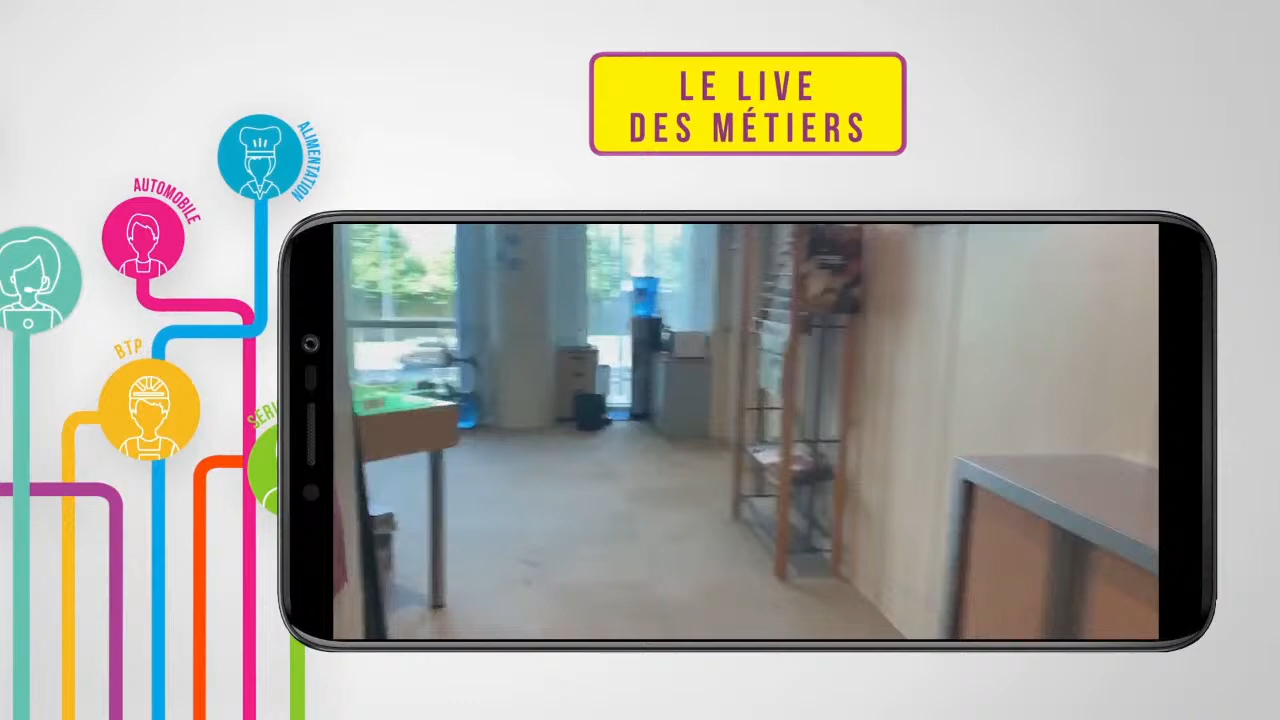 LE LIVE
DES MÉTIERS
ALIMENTATION
AUTOMOBILE
BTP